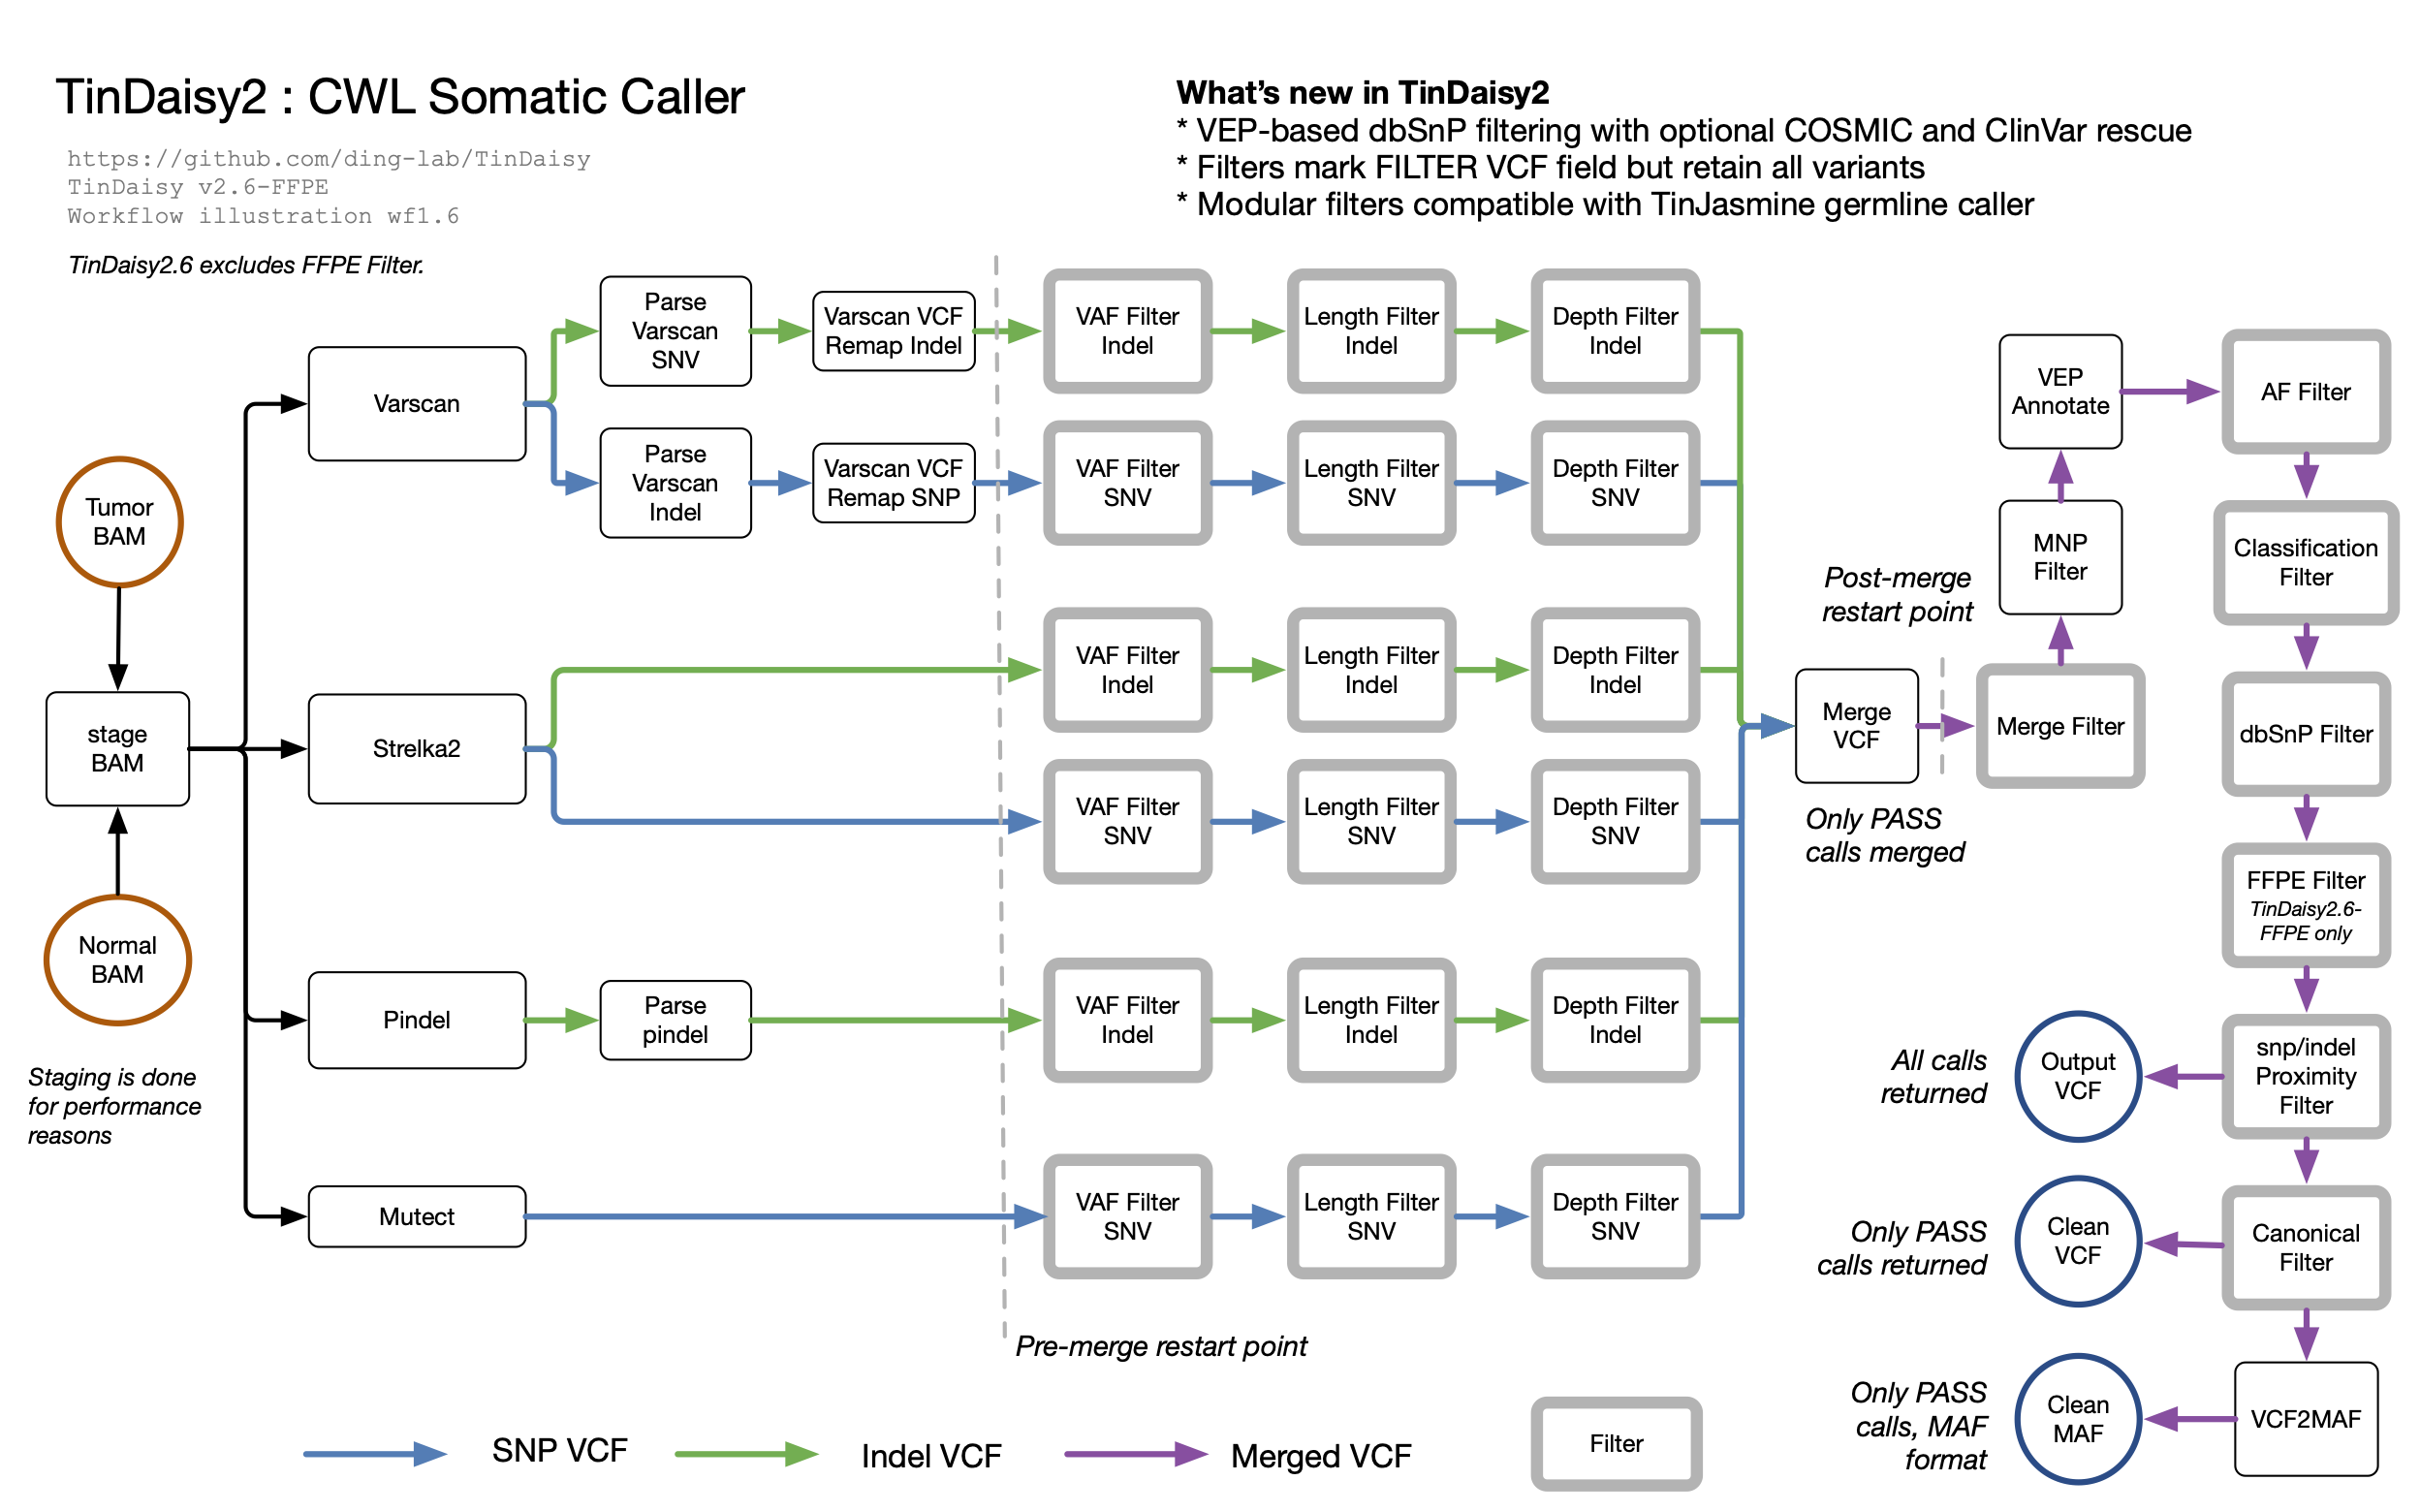 TinDaisy2 : CWL Somatic Caller
https://github.com/ding-lab/TinDaisy
TinDaisy v2.6-FFPE
Workflow illustration wf1.6
TinDaisy2.6 excludes FFPE Filter.
What's new in TinDaisy2
* VEP-based dbSnP filtering with optional COSMIC and ClinVar rescue
* Filters mark FILTER VCF field but retain all variants
* Modular filters compatible with TinJasmine germline caller
Tumor
BAM
stage
BAM
Normal
BAM
Staging is done
for performance
reasons
Varscan
Parse
Varscan
SNV
Varscan VCF
Remap Indel
VAF Filter
Indel
Length Filter
Indel
Depth Filter
Indel
Parse
Varscan
Indel
Varscan VCF
Remap SNP
VAF Filter
SNV
Length Filter
SNV
Depth Filter
SNV
Strelka2
VAF Filter
Indel
Length Filter
Indel
Depth Filter
Indel
VAF Filter
SNV
Length Filter
SNV
Depth Filter
SNV
Pindel
Parse
pindel
VAF Filter
Indel
Length Filter
Indel
Depth Filter
Indel
Mutect
VAF Filter
SNV
Length Filter
SNV
Depth Filter
SNV
Pre-merge restart point
Merge
VCF
Only PASS
calls merged
Post-merge
restart point
Merge Filter
MNP
Filter
VEP
Annotate
AF Filter
Classification
Filter
dbSnP Filter
FFPE Filter
TinDaisy2.6-
FFPE only
snp/indel
Proximity
Filter
Output
VCF
All calls
returned
Canonical
Filter
Clean
VCF
Only PASS
calls returned
VCF2MAF
Clean
MAF
Only PASS
calls, MAF
format
SNP VCF
Indel VCF
Merged VCF
Filter